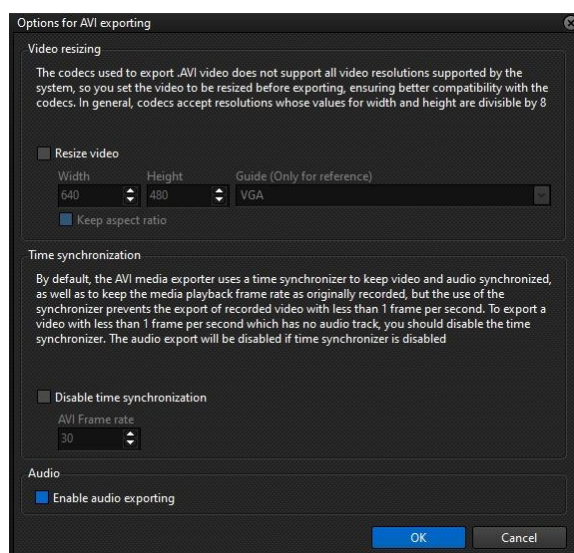 Options for AVI exporting
Video resizing
The codecs used to export .AVI video does not support all video resolutions supported by the
system, so you set the video to be resized before exporting, ensuring better compatibility with the
codecs. In general, codecs accept resolutions whose values for width and height are divisible by 8
Resize video
Width Height Guide (Only for reference)
640 480 VGA
Keep aspect ratio
Time synchronization
By default, the AVI media exporter uses a time synchronizer to keep video and audio synchronized,
as well as to keep the media playback frame rate as originally recorded, but the use of the
synchronizer prevents the export of recorded video with less than 1 frame per second. To export a
video with less than 1 frame per second which has no audio track, you should disable the time
synchronizer. The audio export will be disabled if time synchronizer is disabled
Disable time synchronization
AVI Frame rate
30
Audio
Enable audio exporting
OK Cancel